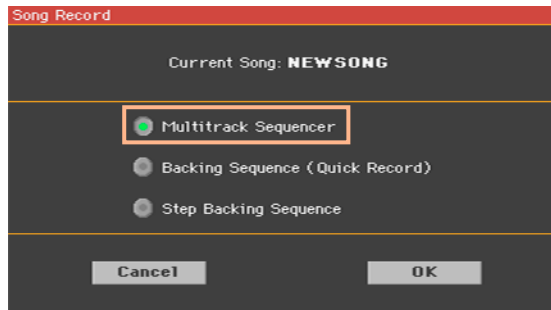 Song Record
Current Song: NEWSONG
Multitrack Sequencer
Backing Sequence (Quick Record)
Step Backing Sequence
Cancel OK